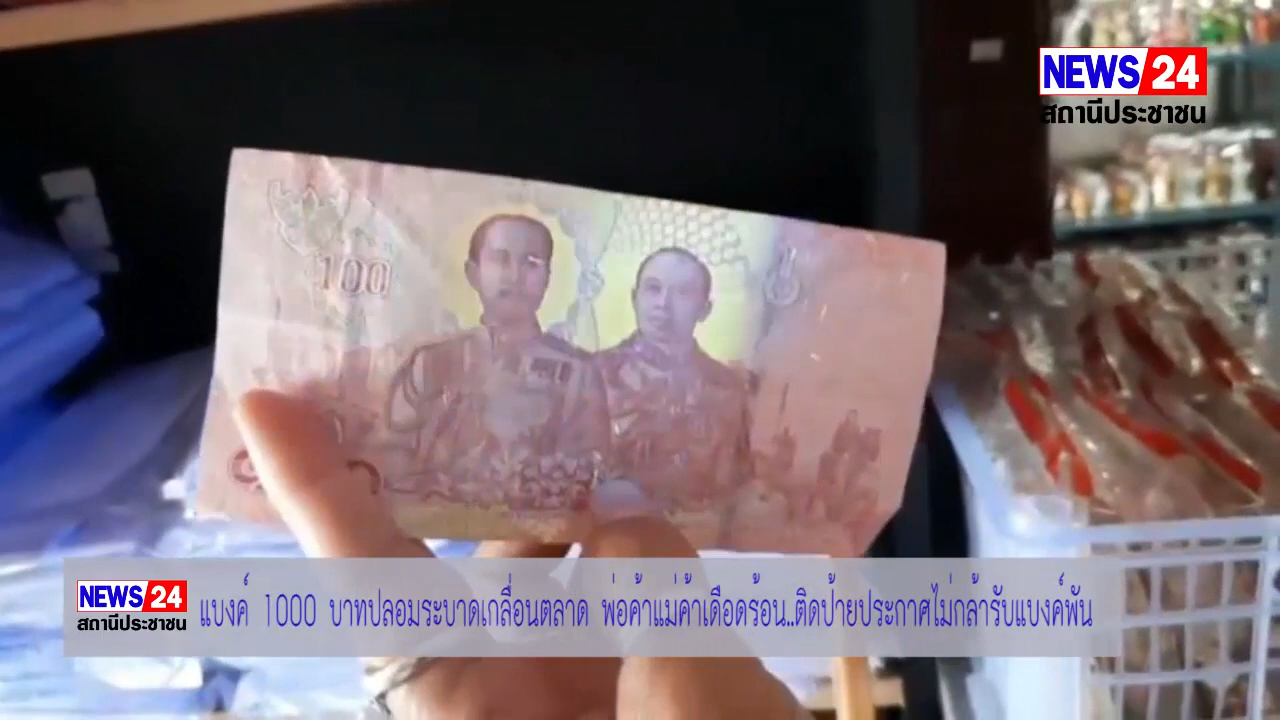 NEWS 24
สถานีประชาชน
100
NEWS 24
สถานีประชาชน
แบงค์ 1000 บาทปลอมระบาดเกลื่อนตลาด พ่อค้าแม่ค้าเดือดร้อน..ติดป้ายประกาศไม่กล้ารับแบงค์พัน